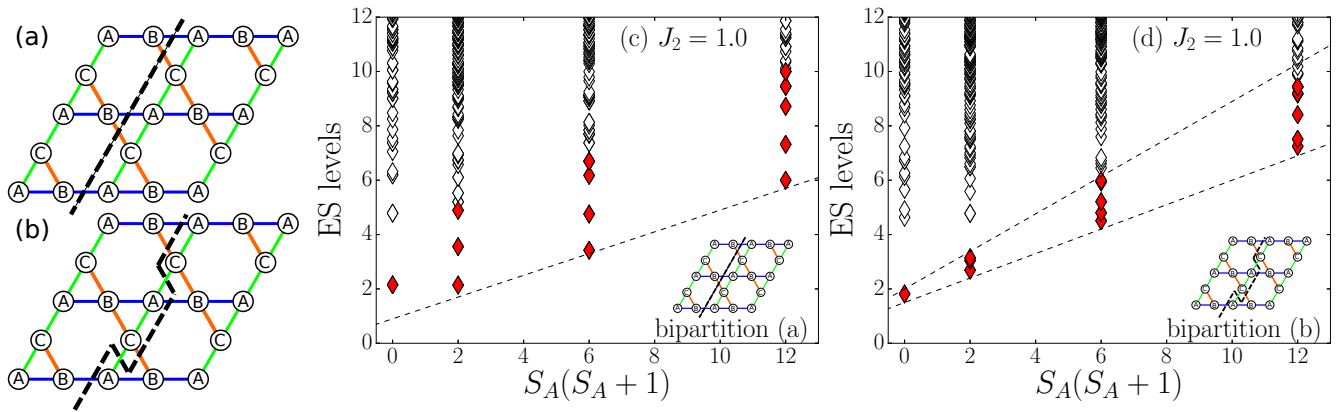 (a)
A B A B A
C C C
A B A B A
C C C
A B A B A
(b)
A B A B A
C C C
A B A B A
C C C
A B A B A
ES levels
12
10
8
6
4
2
0
(c) J₂ = 1.0
A B A B A
C C C
A B A B A
C C C
A B A B A
bipartition (a)
0 2 4 6 8 10 12
S_A(S_A + 1)
ES levels
12
10
8
6
4
2
0
(d) J₂ = 1.0
A B A B A
C C C
A B A B A
C C C
A B A B A
bipartition (b)
0 2 4 6 8 10 12
S_A(S_A + 1)